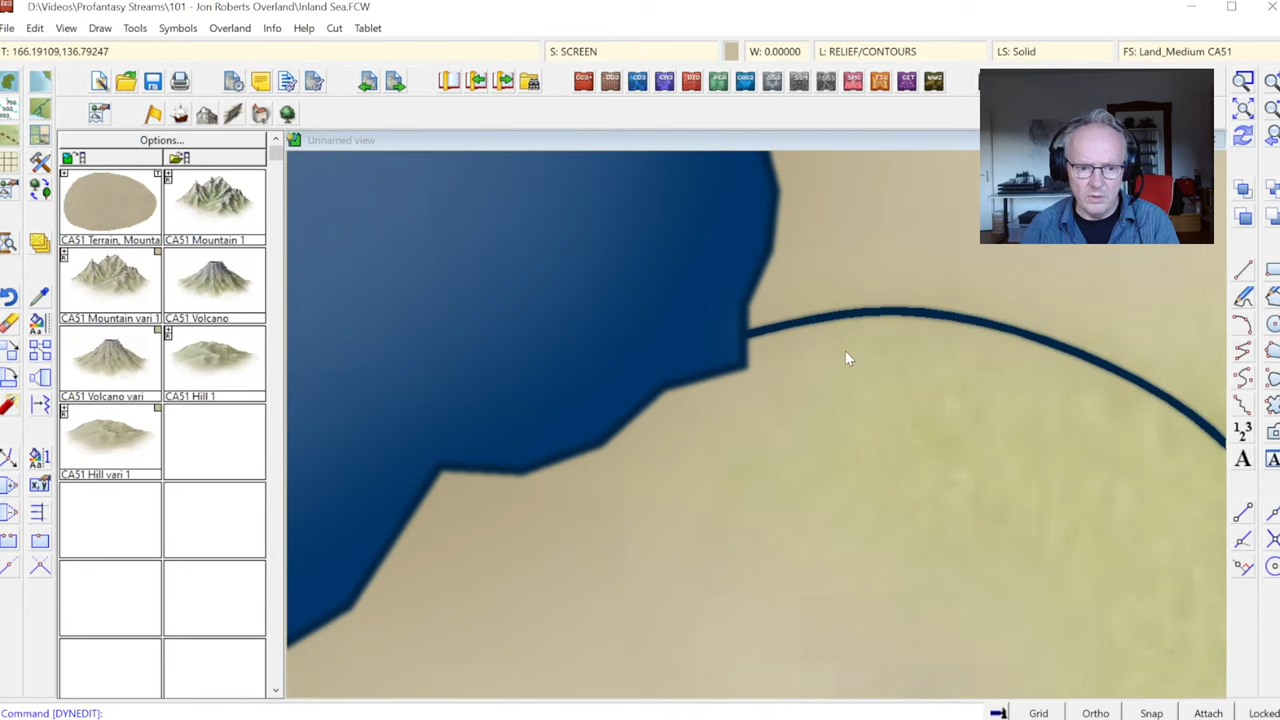 D:\Videos\Profantasy Streams\101 - Jon Roberts Overland\Inland Sea.FCW
File Edit View Draw Tools Symbols Overland Info Help Cut Tablet
T: 166.19109,136.79247 S: SCREEN W: 0.00000 L: RELIEF/CONTOURS LS: Solid FS: Land_Medium CA51
Options...
Unnamed view
CA51 Terrain, Mounta CA51 Mountain 1
CA51 Mountain vari 1 CA51 Volcano
CA51 Volcano vari CA51 Hill 1
CA51 Hill vari 1
Command [DYNEDIT]: Grid Ortho Snap Attach Locked